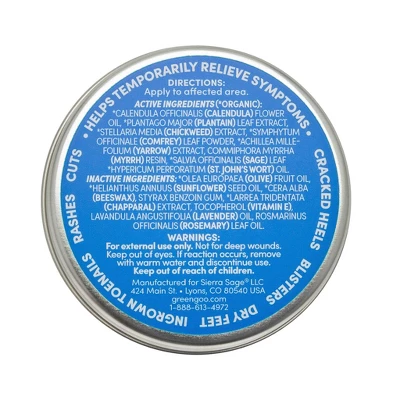 • HELPS TEMPORARILY RELIEVE SYMPTOMS •
CRACKED HEELS BLISTERS DRY FEET INGROWN TOENAILS RASHES CUTS
DIRECTIONS:
Apply to affected area.
ACTIVE INGREDIENTS (*ORGANIC):
*CALENDULA OFFICINALIS (CALENDULA) FLOWER
OIL, *PLANTAGO MAJOR (PLANTAIN) LEAF EXTRACT,
*STELLARIA MEDIA (CHICKWEED) EXTRACT, *SYMPHYTUM
OFFICINALE (COMFREY) LEAF POWDER, *ACHILLEA MILLE-
FOLIUM (YARROW) EXTRACT, COMMIPHORA MYRRHA
(MYRRH) RESIN, *SALVIA OFFICINALIS (SAGE) LEAF
*HYPERICUM PERFORATUM (ST. JOHN'S WORT) OIL.
INACTIVE INGREDIENTS: *OLEA EUROPAEA (OLIVE) FRUIT OIL,
*HELIANTHUS ANNUUS (SUNFLOWER) SEED OIL, *CERA ALBA
(BEESWAX), STYRAX BENZOIN GUM, *LARREA TRIDENTATA
(CHAPPARAL) EXTRACT, TOCOPHEROL (VITAMIN E),
LAVANDULA ANGUSTIFOLIA (LAVENDER) OIL, ROSMARINUS
OFFICINALIS (ROSEMARY) LEAF OIL.
WARNINGS:
For external use only. Not for deep wounds.
Keep out of eyes. If reaction occurs, remove
with warm water and discontinue use.
Keep out of reach of children.
Manufactured for Sierra Sage® LLC
424 Main St. • Lyons, CO 80540 USA
greengoo.com
1-888-613-4972